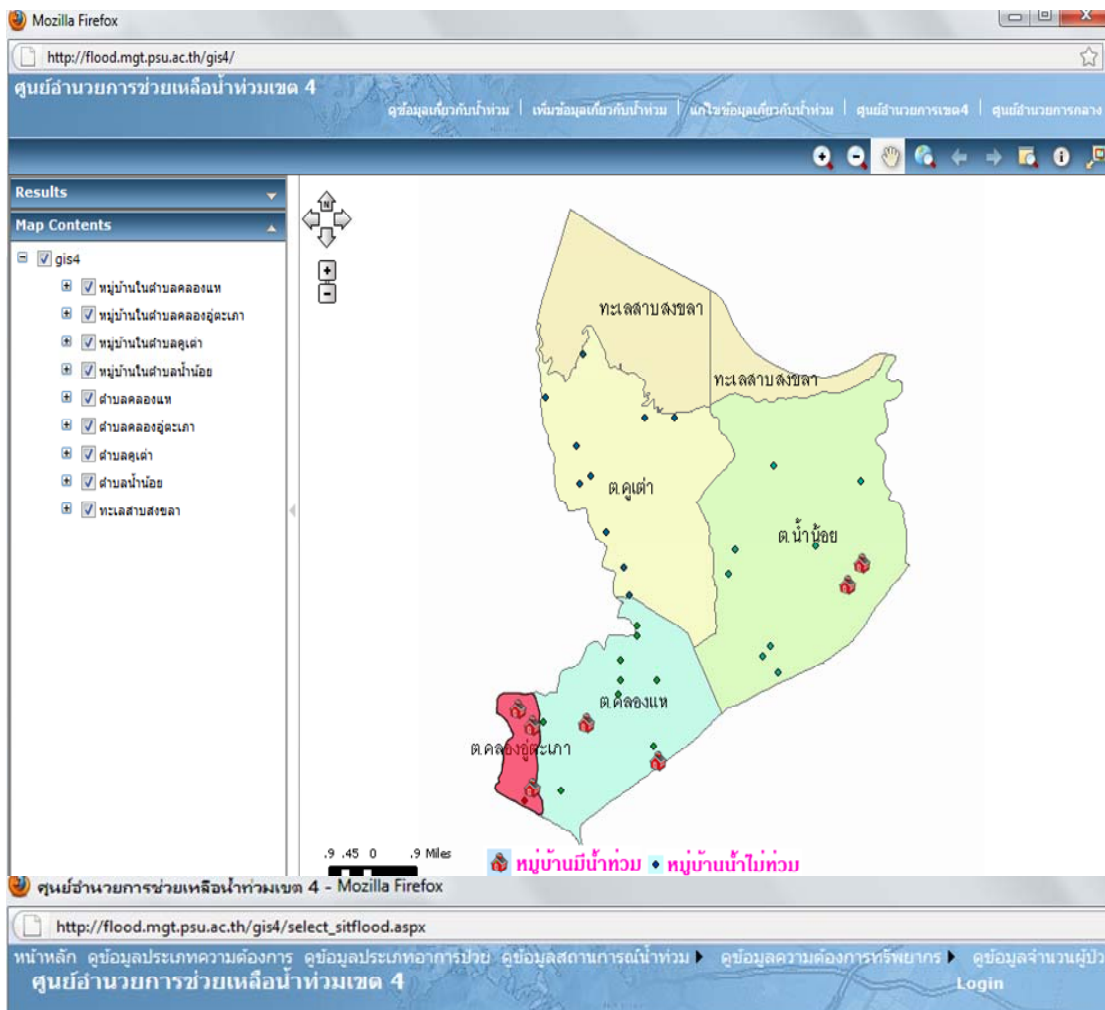 Mozilla Firefox
http://flood.mgt.psu.ac.th/gis4/
ศูนย์อำนวยการช่วยเหลือน้ำท่วมเขต 4
ดูข้อมูลเกี่ยวกับน้ำท่วม | เพิ่มข้อมูลเกี่ยวกับน้ำท่วม | แก้ไขข้อมูลเกี่ยวกับน้ำท่วม | ศูนย์อำนวยการเขต4 | ศูนย์อำนวยการกลาง
Results
Map Contents
gis4
หมู่บ้านในตำบลคลองแห
หมู่บ้านในตำบลคลองอู่ตะเภา
หมู่บ้านในตำบลคูเต่า
หมู่บ้านในตำบลน้ำน้อย
ตำบลคลองแห
ตำบลคลองอู่ตะเภา
ตำบลคูเต่า
ตำบลน้ำน้อย
ทะเลสาบสงขลา
N
ทะเลสาบสงขลา
ทะเลสาบสงขลา
ต.คูเต่า
ต.น้ำน้อย
ต.คลองแห
ต.คลองอู่ตะเภา
.9 .45 0 .9 Miles
หมู่บ้านมีน้ำท่วม หมู่บ้านน้ำไม่ท่วม
ศูนย์อำนวยการช่วยเหลือน้ำท่วมเขต 4 - Mozilla Firefox
http://flood.mgt.psu.ac.th/gis4/select_sitflood.aspx
หน้าหลัก ดูข้อมูลประเภทความต้องการ ดูข้อมูลประเภทอาการป่วย ดูข้อมูลสถานการณ์น้ำท่วม ดูข้อมูลความต้องการทรัพยากร ดูข้อมูลจำนวนผู้ป่ว
ศูนย์อำนวยการช่วยเหลือน้ำท่วมเขต 4 Login